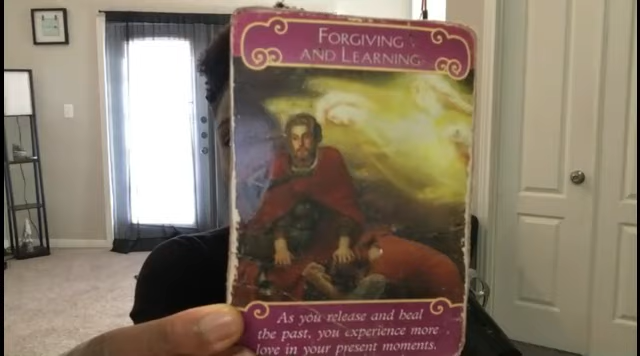 FORGIVING
AND LEARNING
As you release and heal
the past, you experience more
love in your present moments.